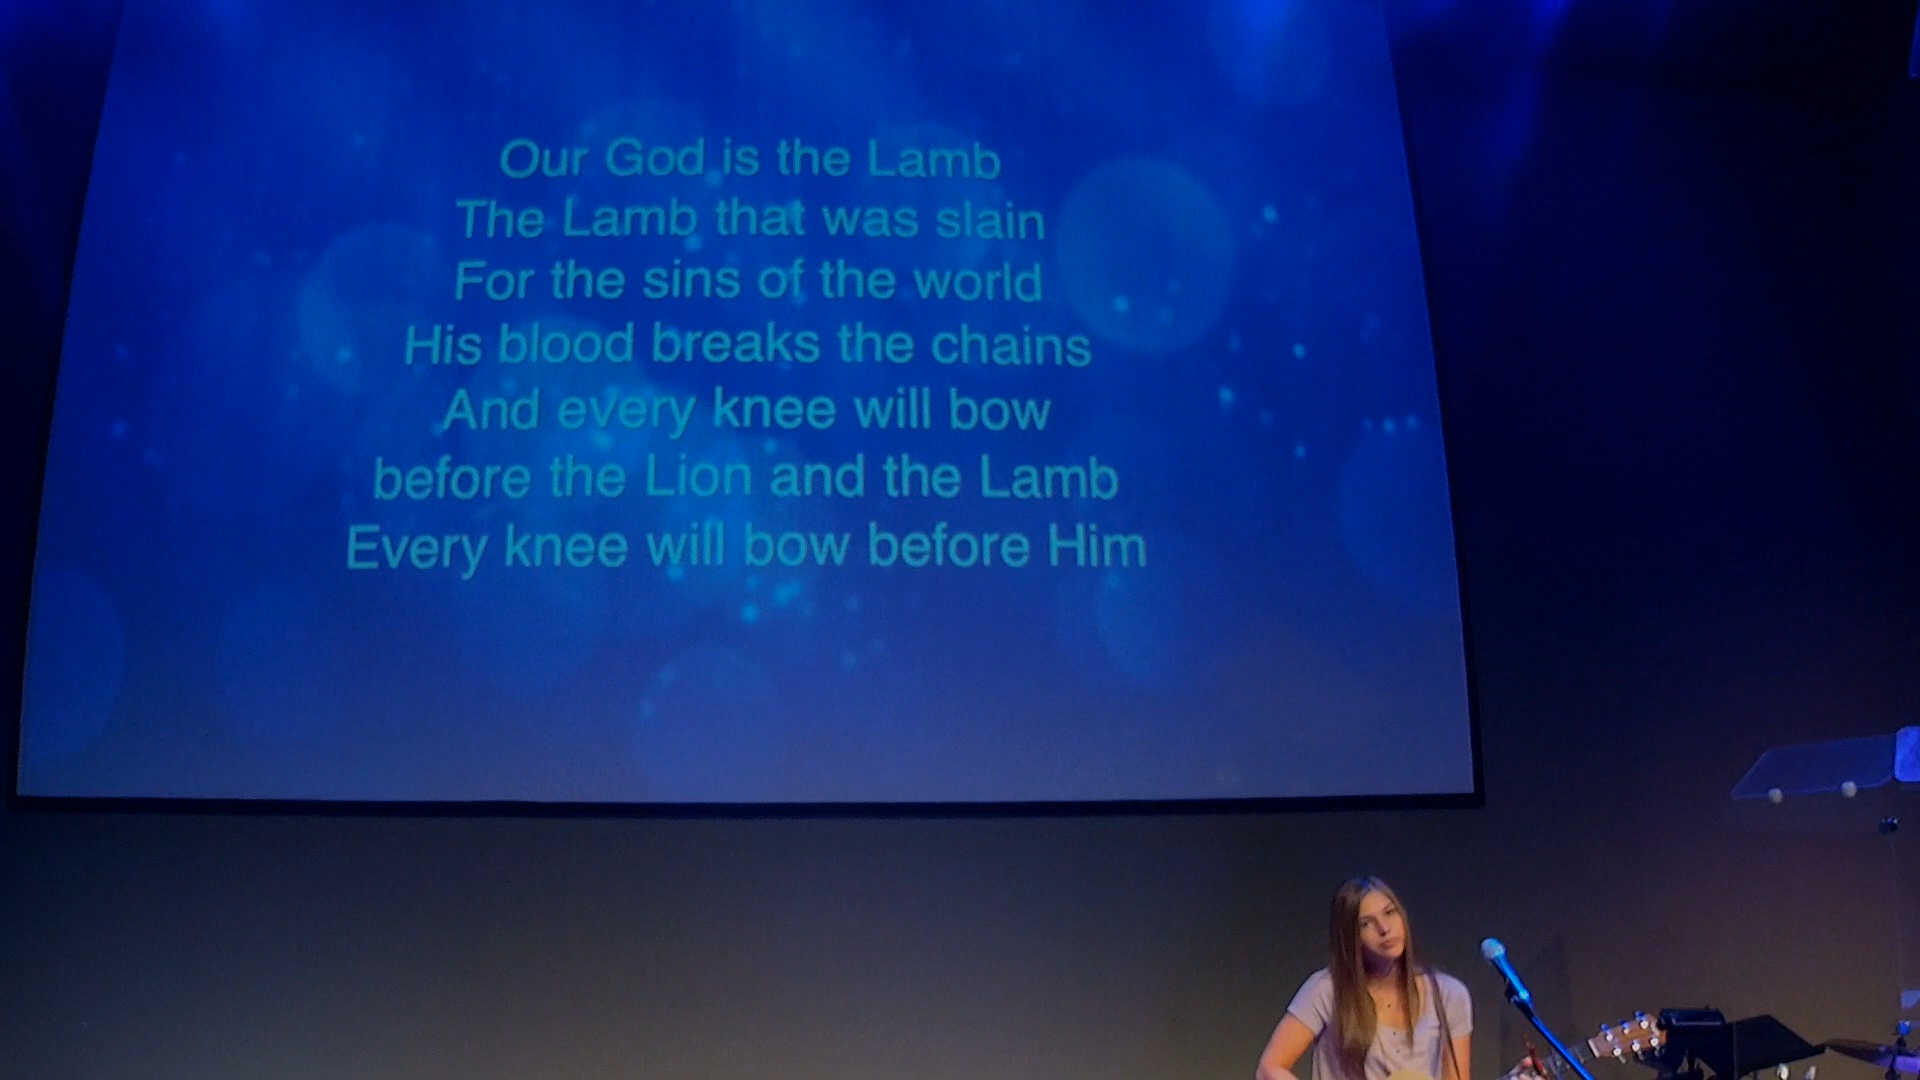 Our God is the Lamb
The Lamb that was slain
For the sins of the world
His blood breaks the chains
And every knee will bow
before the Lion and the Lamb
Every knee will bow before Him